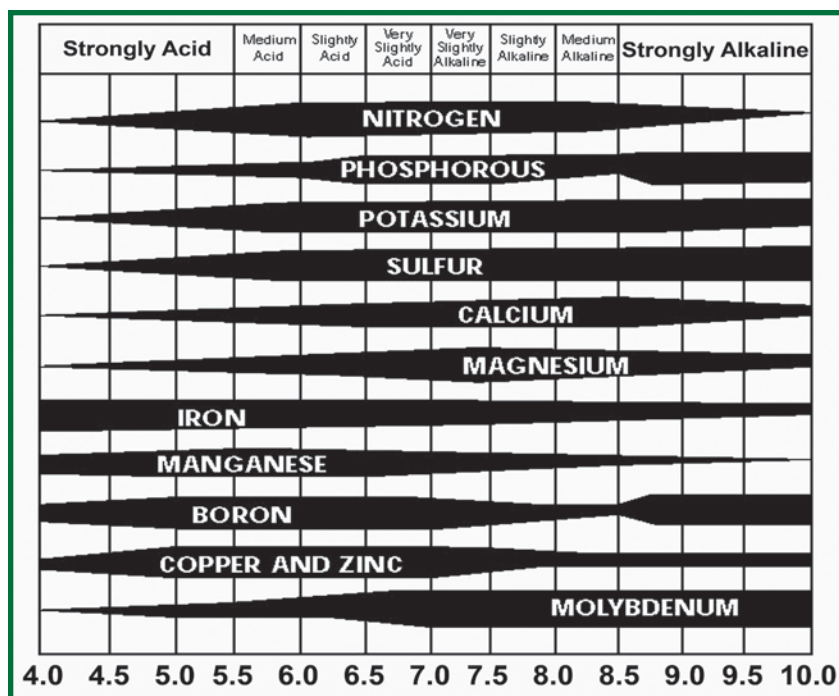 Strongly Acid
Medium
Acid
Slightly
Acid
Very
Slightly
Acid
Very
Slightly
Alkaline
Slightly
Alkaline
Medium
Alkaline
Strongly Alkaline
NITROGEN
PHOSPHOROUS
POTASSIUM
SULFUR
CALCIUM
MAGNESIUM
IRON
MANGANESE
BORON
COPPER AND ZINC
MOLYBDENUM
4.0 4.5 5.0 5.5 6.0 6.5 7.0 7.5 8.0 8.5 9.0 9.5 10.0